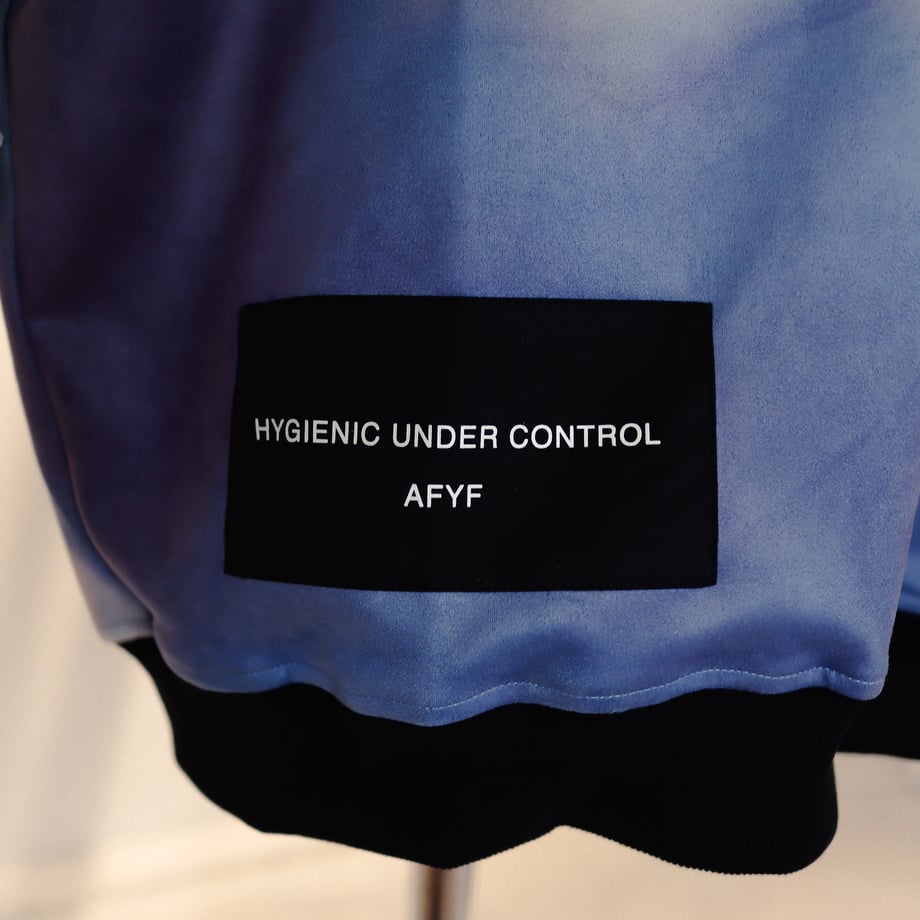 HYGIENIC UNDER CONTROL
AFYF